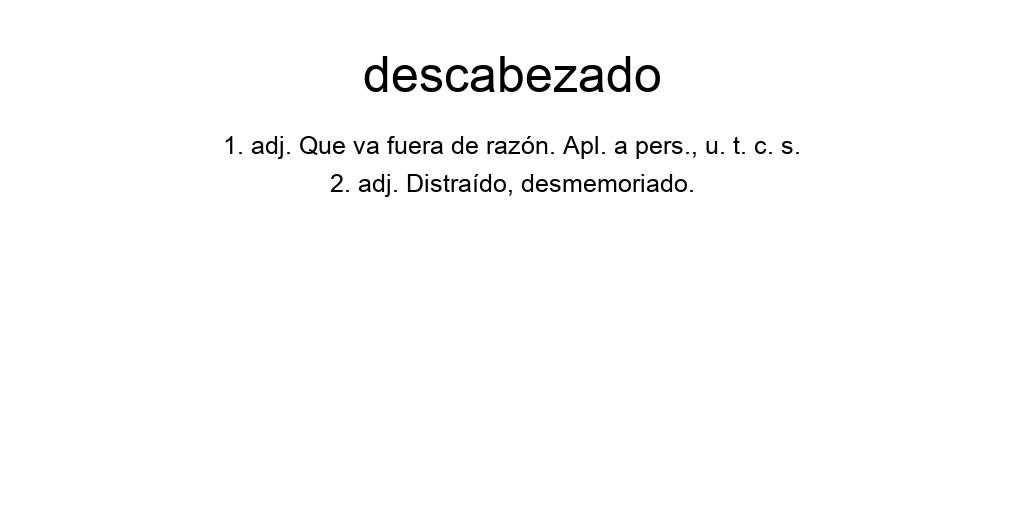 descabezado
1. adj. Que va fuera de razón. Apl. a pers., u. t. c. s.
2. adj. Distraído, desmemoriado.